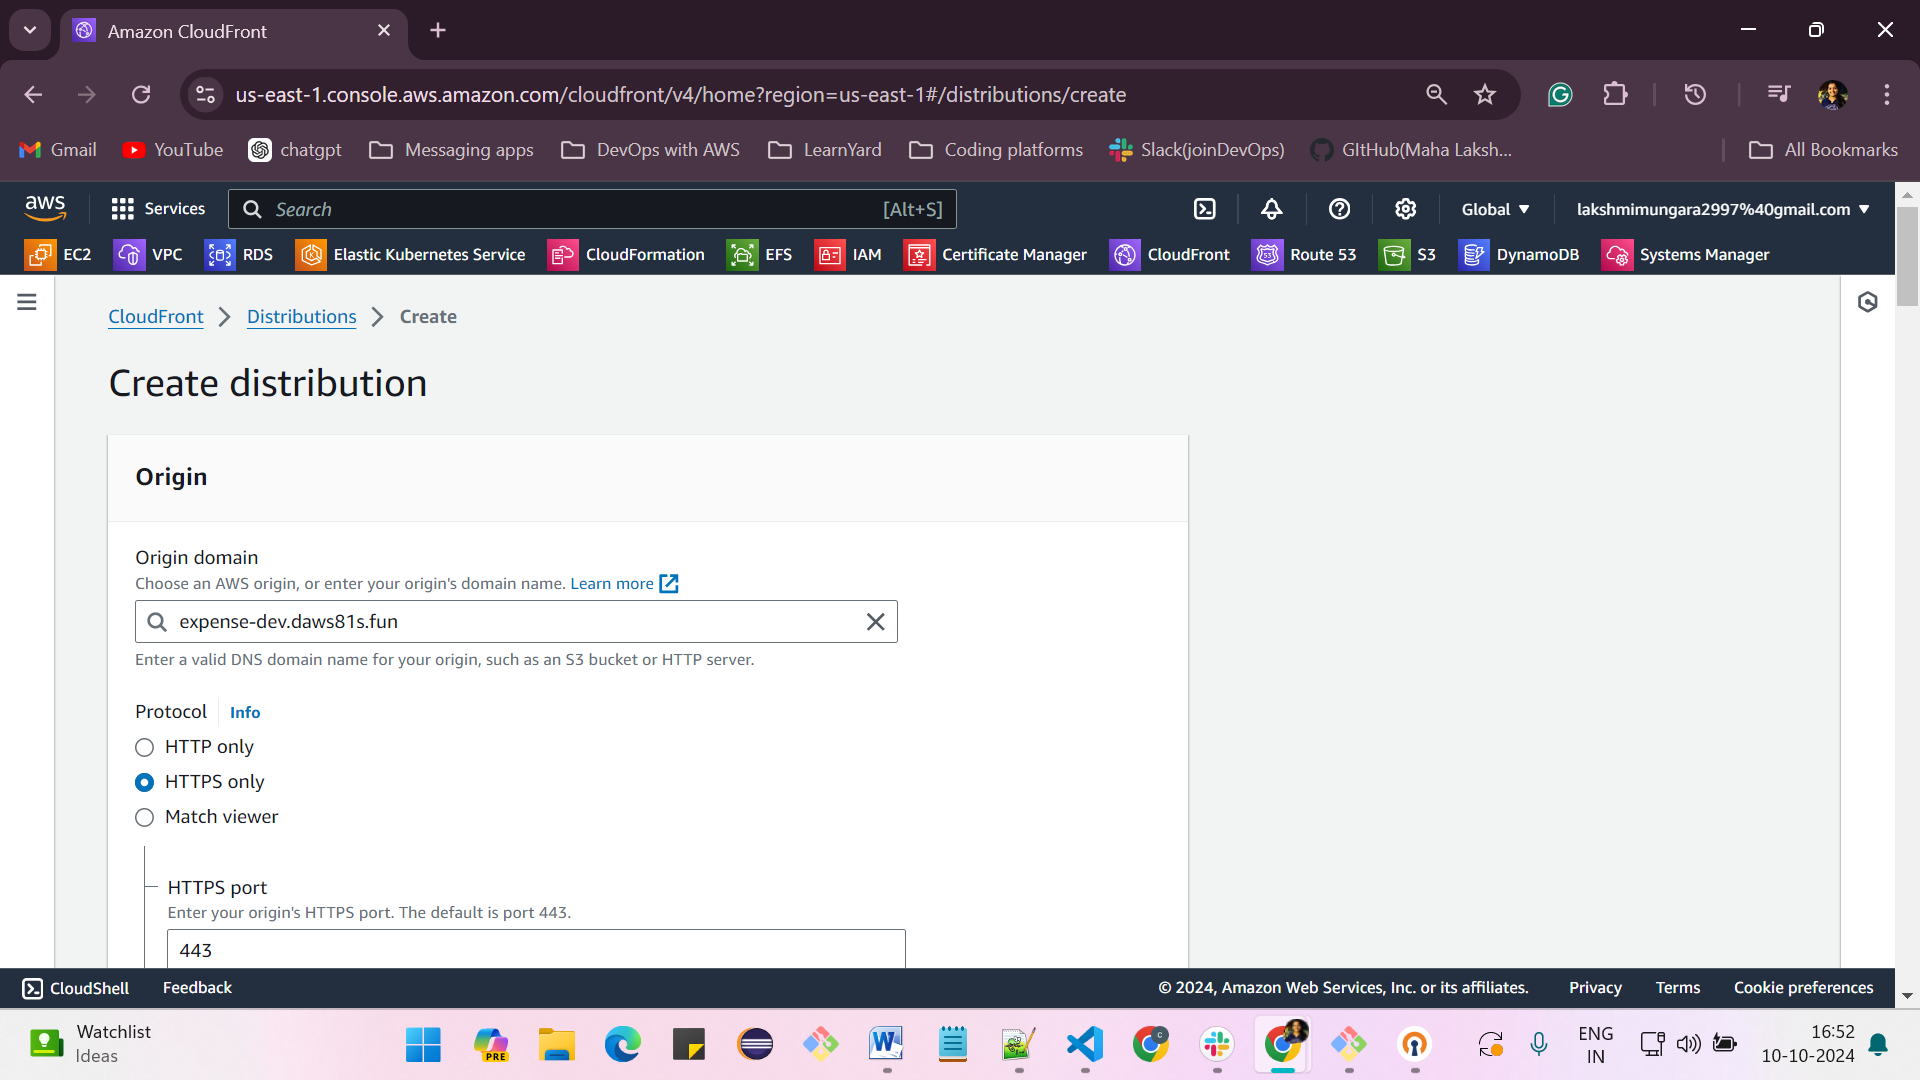 Amazon CloudFront
us-east-1.console.aws.amazon.com/cloudfront/v4/home?region=us-east-1#/distributions/create
Gmail YouTube chatgpt Messaging apps DevOps with AWS LearnYard Coding platforms Slack(joinDevOps) GItHub(Maha Laksh... All Bookmarks
aws Services Search [Alt+S] Global lakshmimungara2997%40gmail.com
EC2 VPC RDS Elastic Kubernetes Service CloudFormation EFS IAM Certificate Manager CloudFront Route 53 S3 DynamoDB Systems Manager
CloudFront Distributions Create
Create distribution
Origin
Origin domain
Choose an AWS origin, or enter your origin's domain name. Learn more
expense-dev.daws81s.fun
Enter a valid DNS domain name for your origin, such as an S3 bucket or HTTP server.
Protocol Info
HTTP only
HTTPS only
Match viewer
HTTPS port
Enter your origin's HTTPS port. The default is port 443.
443
CloudShell Feedback © 2024, Amazon Web Services, Inc. or its affiliates. Privacy Terms Cookie preferences
Watchlist
Ideas
PRE
ENG
IN
16:52
10-10-2024